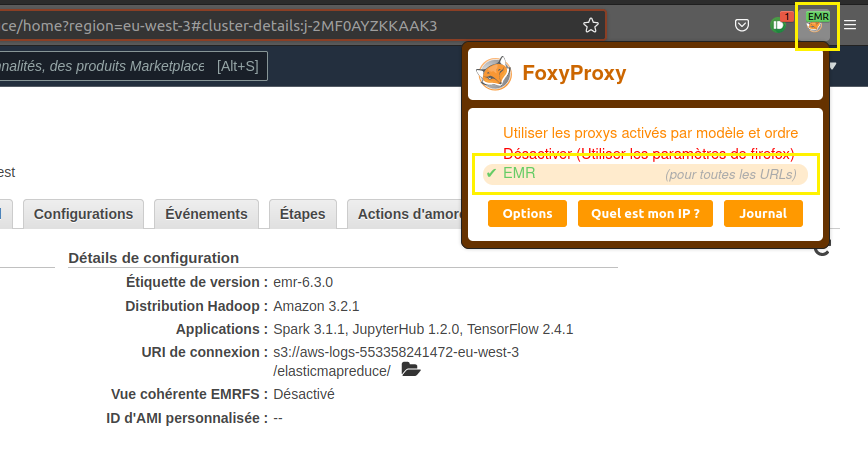 ce/home?region=eu-west-3#cluster-details:j-2MF0AYZKKAAK3
1
EMR
nnalités, des produits Marketplace [Alt+S]
FoxyProxy
Utiliser les proxys activés par modèle et ordre
Désactiver (Utiliser les paramètres de firefox)
✔ EMR (pour toutes les URLs)
Options Quel est mon IP ? Journal
est
Configurations Événements Étapes Actions d'amor
Détails de configuration
Étiquette de version : emr-6.3.0
Distribution Hadoop : Amazon 3.2.1
Applications : Spark 3.1.1, JupyterHub 1.2.0, TensorFlow 2.4.1
URI de connexion : s3://aws-logs-553358241472-eu-west-3
/elasticmapreduce/
Vue cohérente EMRFS : Désactivé
ID d'AMI personnalisée : --